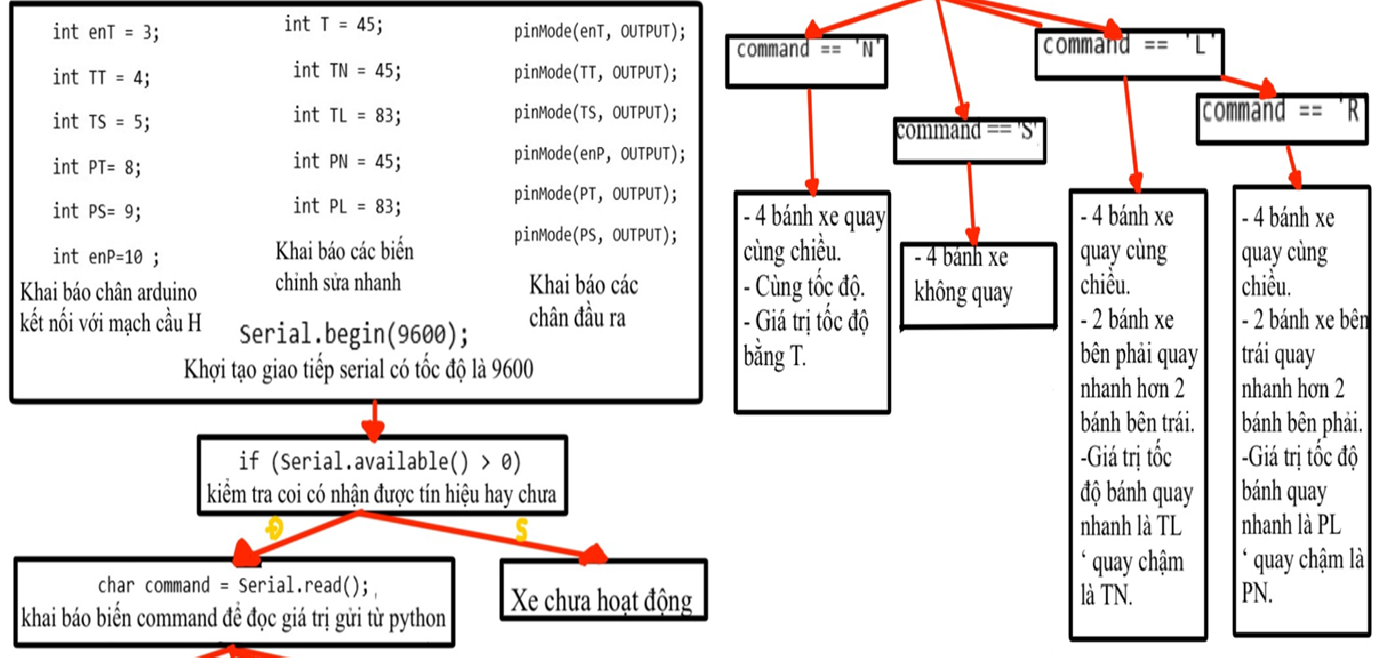 int enT = 3;
int TT = 4;
int TS = 5;
int PT= 8;
int PS= 9;
int enP=10 ;
Khai báo chân arduino
kết nối với mạch cầu H
int T = 45;
int TN = 45;
int TL = 83;
int PN = 45;
int PL = 83;
Khai báo các biến
chỉnh sửa nhanh
pinMode(enT, OUTPUT);
pinMode(TT, OUTPUT);
pinMode(TS, OUTPUT);
pinMode(enP, OUTPUT);
pinMode(PT, OUTPUT);
pinMode(PS, OUTPUT);
Khai báo các
chân đầu ra
Serial.begin(9600);
Khợi tạo giao tiếp serial có tốc độ là 9600
if (Serial.available() > 0)
kiểm tra coi có nhận được tín hiệu hay chưa
Đ
S
char command = Serial.read();
khai báo biến command để đọc giá trị gửi từ python
Xe chưa hoạt động
command == 'N'
command == 'S'
command == 'L'
command == 'R
- 4 bánh xe quay
cùng chiều.
- Cùng tốc độ.
- Giá trị tốc độ
bằng T.
- 4 bánh xe
không quay
- 4 bánh xe
quay cùng
chiều.
- 2 bánh xe
bên phải quay
nhanh hơn 2
bánh bên trái.
-Giá trị tốc
độ bánh quay
nhanh là TL
‘ quay chậm
là TN.
- 4 bánh xe
quay cùng
chiều.
- 2 bánh xe bên
trái quay
nhanh hơn 2
bánh bên phải.
-Giá trị tốc độ
bánh quay
nhanh là PL
‘ quay chậm là
PN.